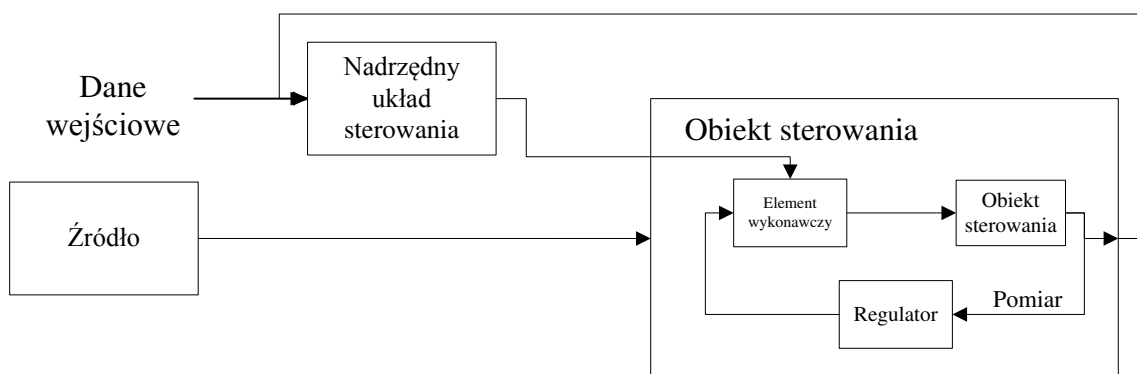 Dane
wejściowe
Nadrzędny
układ
sterowania
Obiekt sterowania
Źródło
Element
wykonawczy
Obiekt
sterowania
Regulator
Pomiar